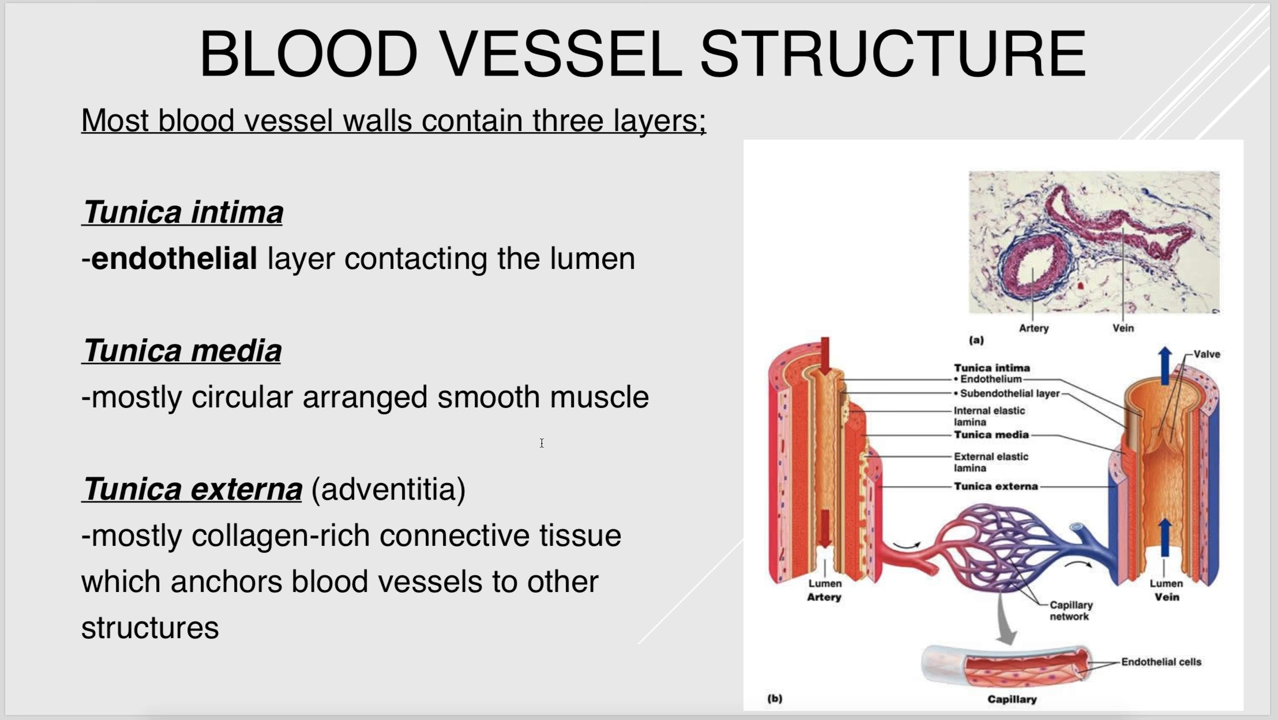 BLOOD VESSEL STRUCTURE
Most blood vessel walls contain three layers;
Tunica intima
-endothelial layer contacting the lumen
Tunica media
-mostly circular arranged smooth muscle
Tunica externa (adventitia)
-mostly collagen-rich connective tissue
which anchors blood vessels to other
structures
Artery
Vein
(a)
Valve
Tunica intima
• Endothelium
• Subendothelial layer
Internal elastic
lamina
Tunica media
External elastic
lamina
Tunica externa
Lumen
Artery
Lumen
Vein
Capillary
network
Endothelial cells
(b)
Capillary